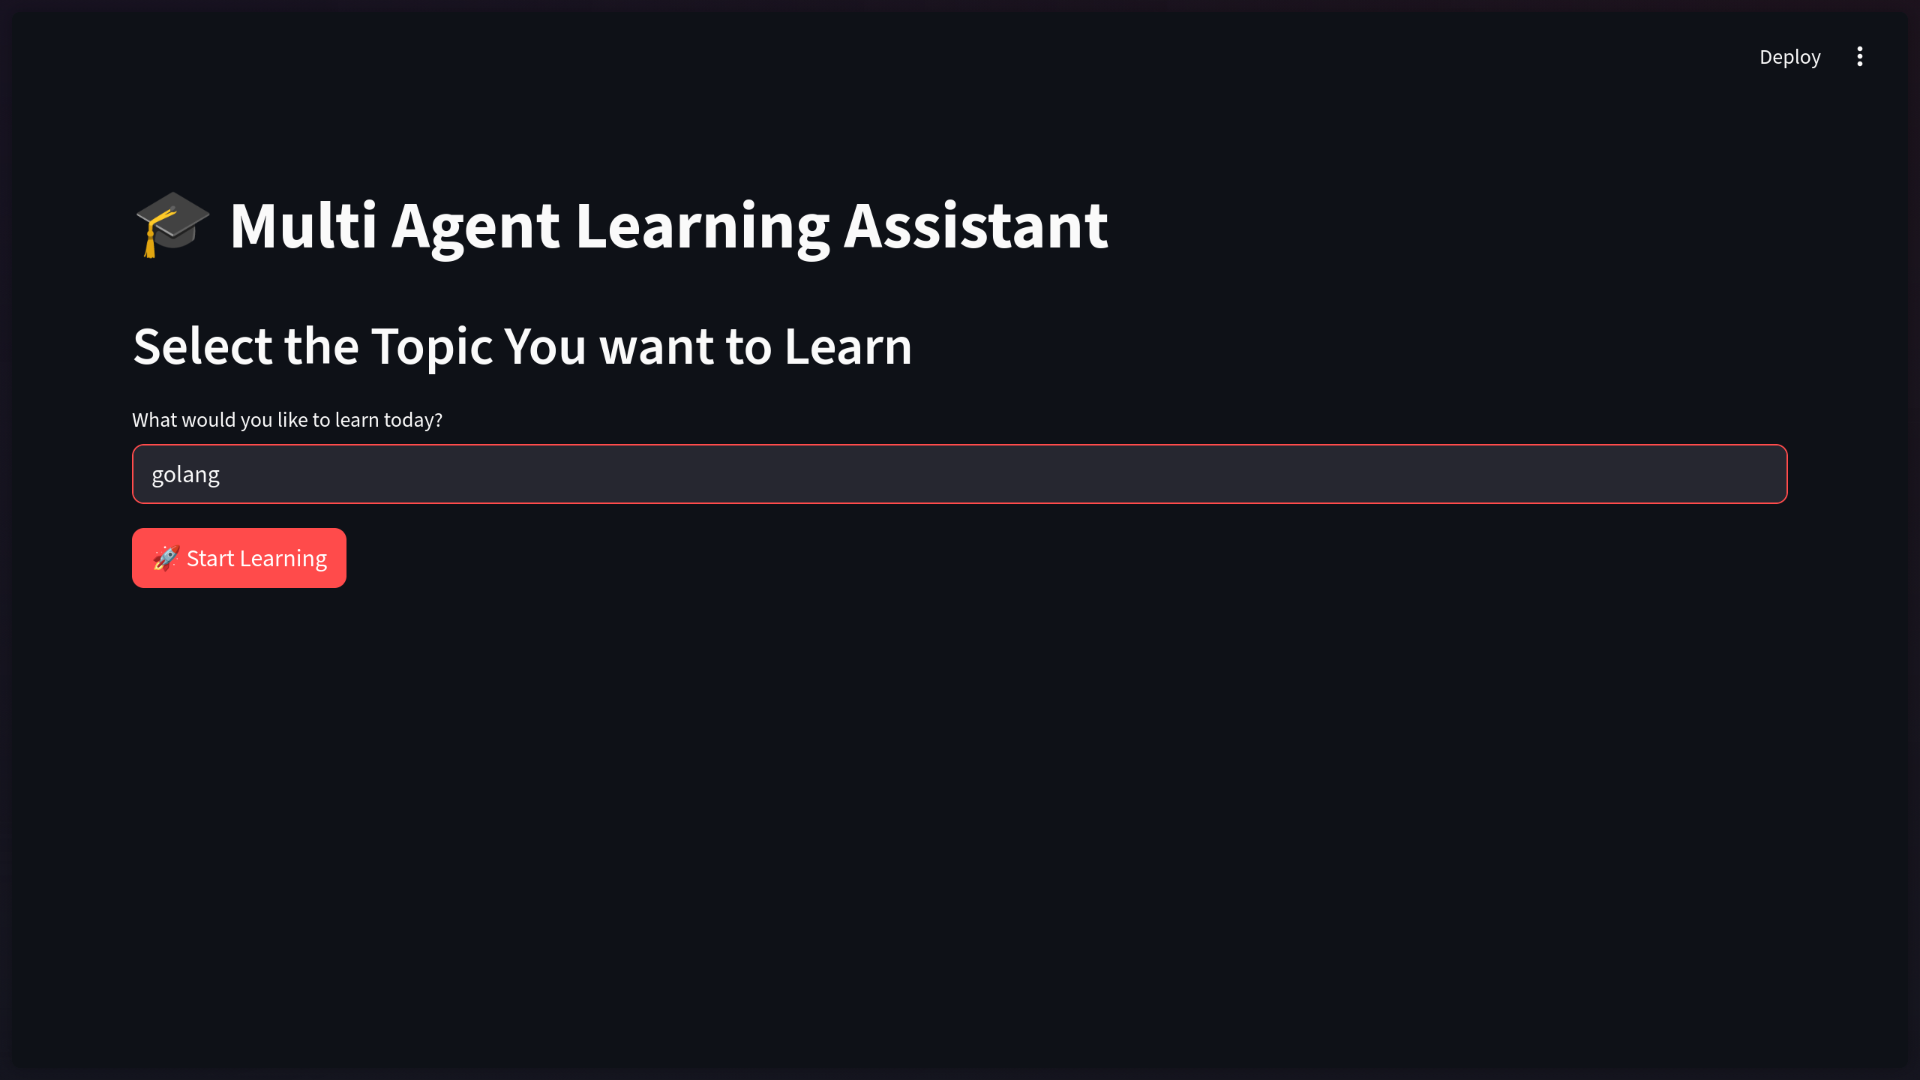 Deploy
🎓 Multi Agent Learning Assistant
Select the Topic You want to Learn
What would you like to learn today?
golang
🚀 Start Learning